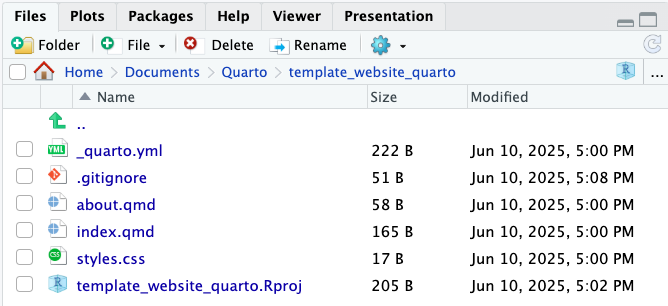 Files Plots Packages Help Viewer Presentation
Folder File Delete Rename
Home > Documents > Quarto > template_website_quarto R ...
Name Size Modified
..
YML _quarto.yml 222 B Jun 10, 2025, 5:00 PM
.gitignore 51 B Jun 10, 2025, 5:08 PM
about.qmd 58 B Jun 10, 2025, 5:00 PM
index.qmd 165 B Jun 10, 2025, 5:00 PM
CSS styles.css 17 B Jun 10, 2025, 5:00 PM
R template_website_quarto.Rproj 205 B Jun 10, 2025, 5:02 PM